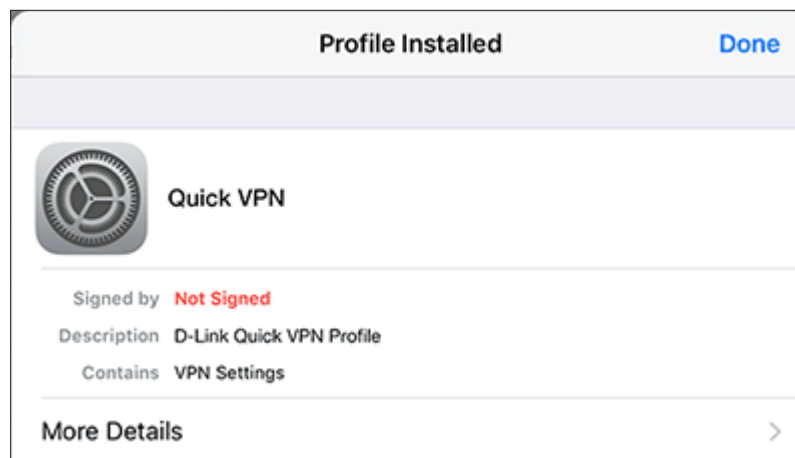 Profile Installed Done
Quick VPN
Signed by Not Signed
Description D-Link Quick VPN Profile
Contains VPN Settings
More Details